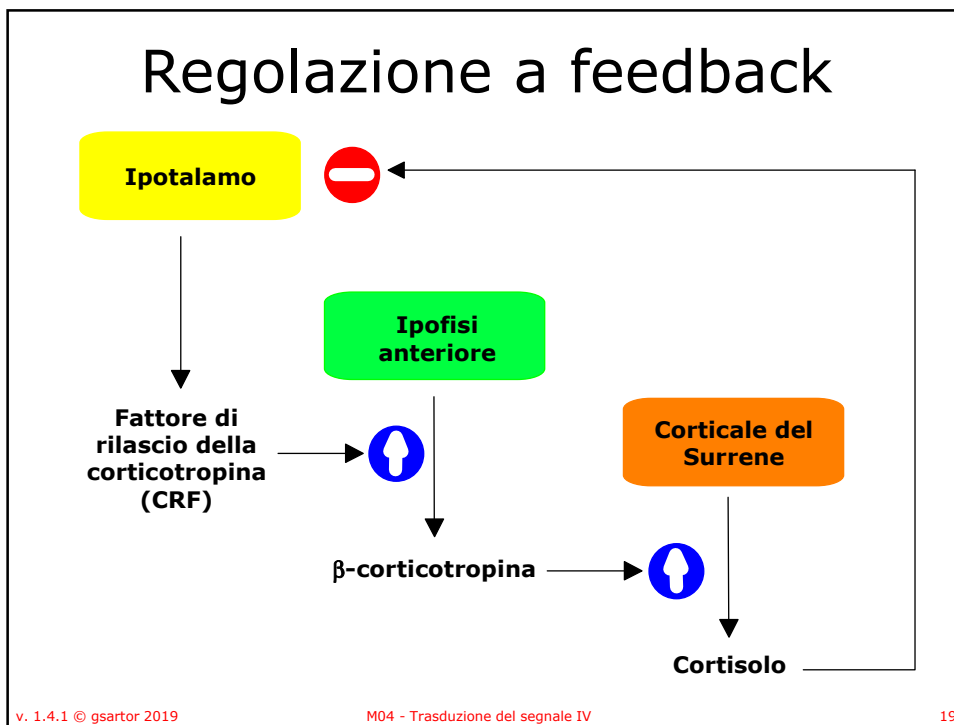 Regolazione a feedback
Ipotalamo
Ipofisi
anteriore
Fattore di
rilascio della
corticotropina
(CRF)
Corticale del
Surrene
β-corticotropina
Cortisolo
v. 1.4.1 © gsartor 2019
M04 - Trasduzione del segnale IV
19